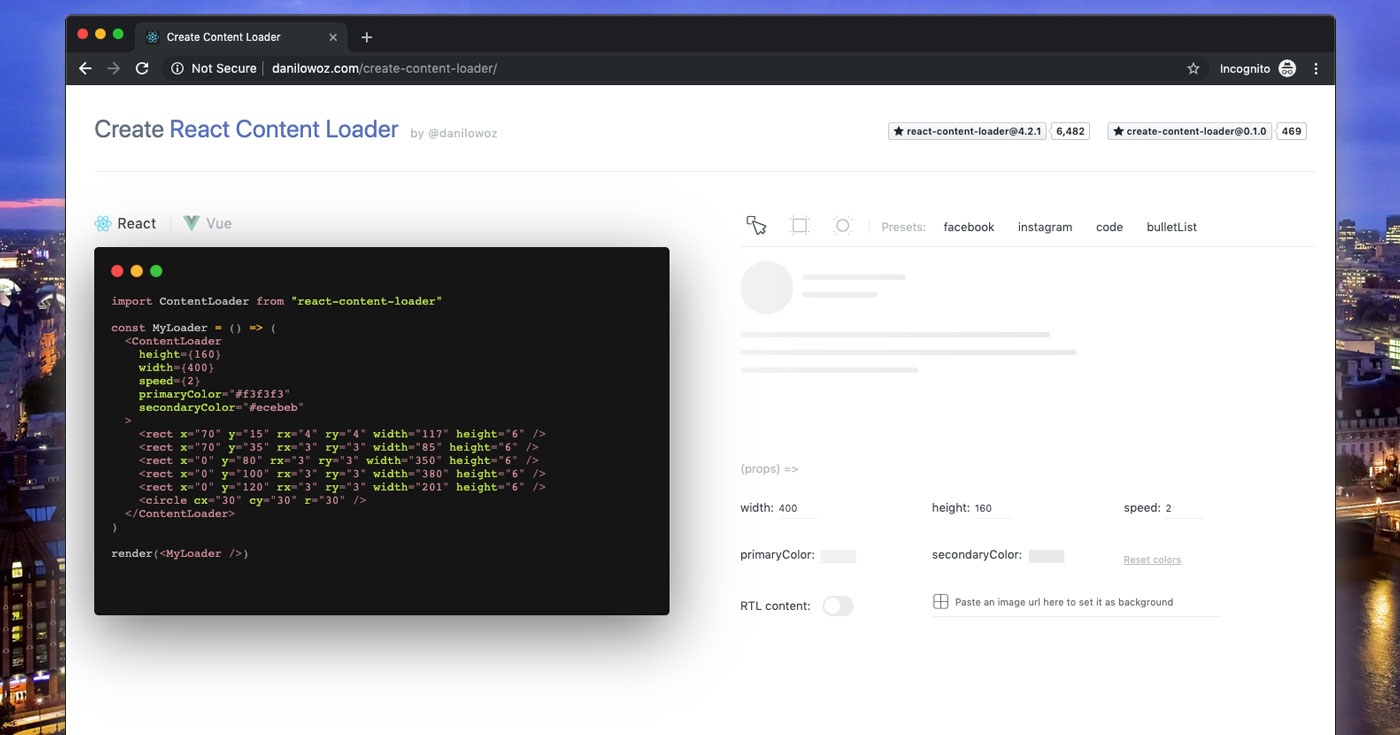 Create Content Loader
Not Secure | danilowoz.com/create-content-loader/
Incognito
Create React Content Loader by @danilowoz
react-content-loader@4.2.1 6,482 create-content-loader@0.1.0 469
React Vue
Presets: facebook instagram code bulletList
import ContentLoader from "react-content-loader"
const MyLoader = () => (
<ContentLoader
height={160}
width={400}
speed={2}
primaryColor="#f3f3f3"
secondaryColor="#ecebeb"
>
<rect x="70" y="15" rx="4" ry="4" width="117" height="6" />
<rect x="70" y="35" rx="3" ry="3" width="85" height="6" />
<rect x="0" y="80" rx="3" ry="3" width="350" height="6" />
<rect x="0" y="100" rx="3" ry="3" width="380" height="6" />
<rect x="0" y="120" rx="3" ry="3" width="201" height="6" />
<circle cx="30" cy="30" r="30" />
</ContentLoader>
)
render(<MyLoader />)
(props) =>
width: 400 height: 160 speed: 2
primaryColor: secondaryColor: Reset colors
RTL content: Paste an image url here to set it as background